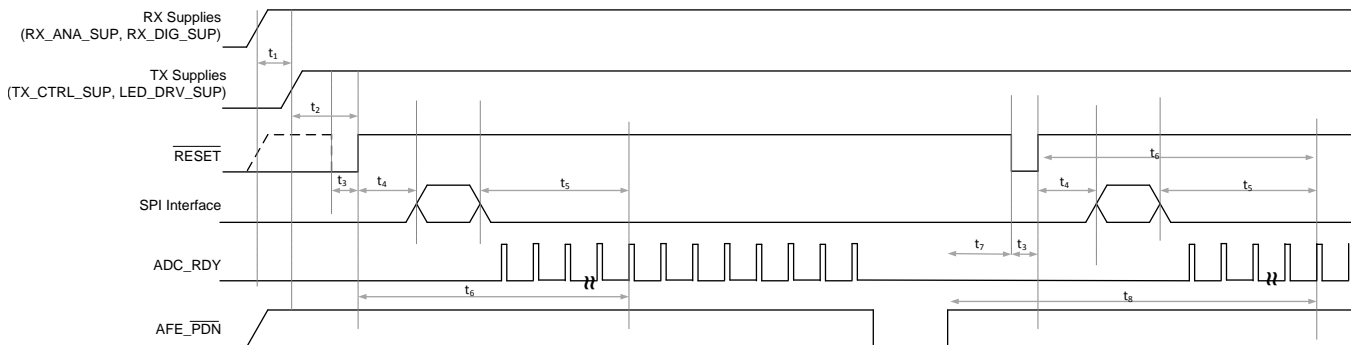 RX Supplies
(RX_ANA_SUP, RX_DIG_SUP)
t1
TX Supplies
(TX_CTRL_SUP, LED_DRV_SUP)
t2
RESET
t6
t3
t4
t5
t4
t5
SPI Interface
t7
t3
ADC_RDY
t6
t8
AFE_PDN